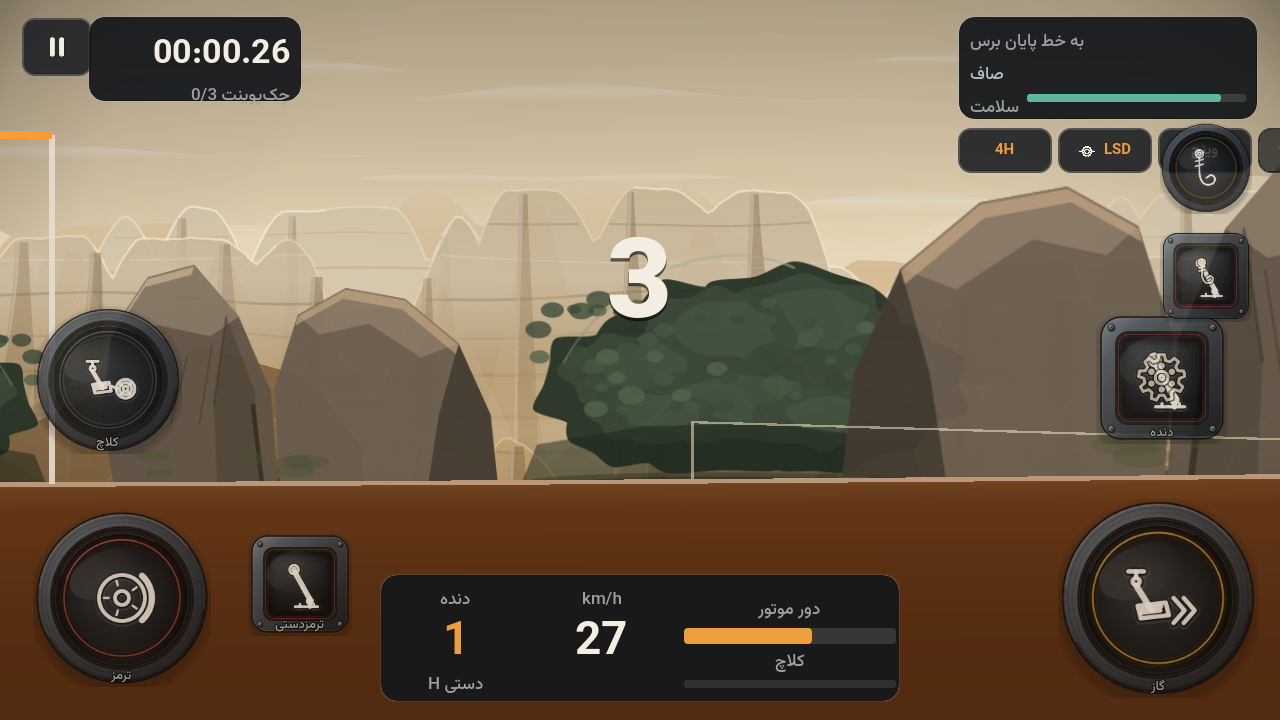 00:00.26
چک‌پوینت 0/3
به خط پایان برس
صاف
سلامت
4H
LSD
وینچ
3
کلاچ
دنده
ترمز
ترمزدستی
دنده
1
دستی H
km/h
27
دور موتور
کلاچ
گاز